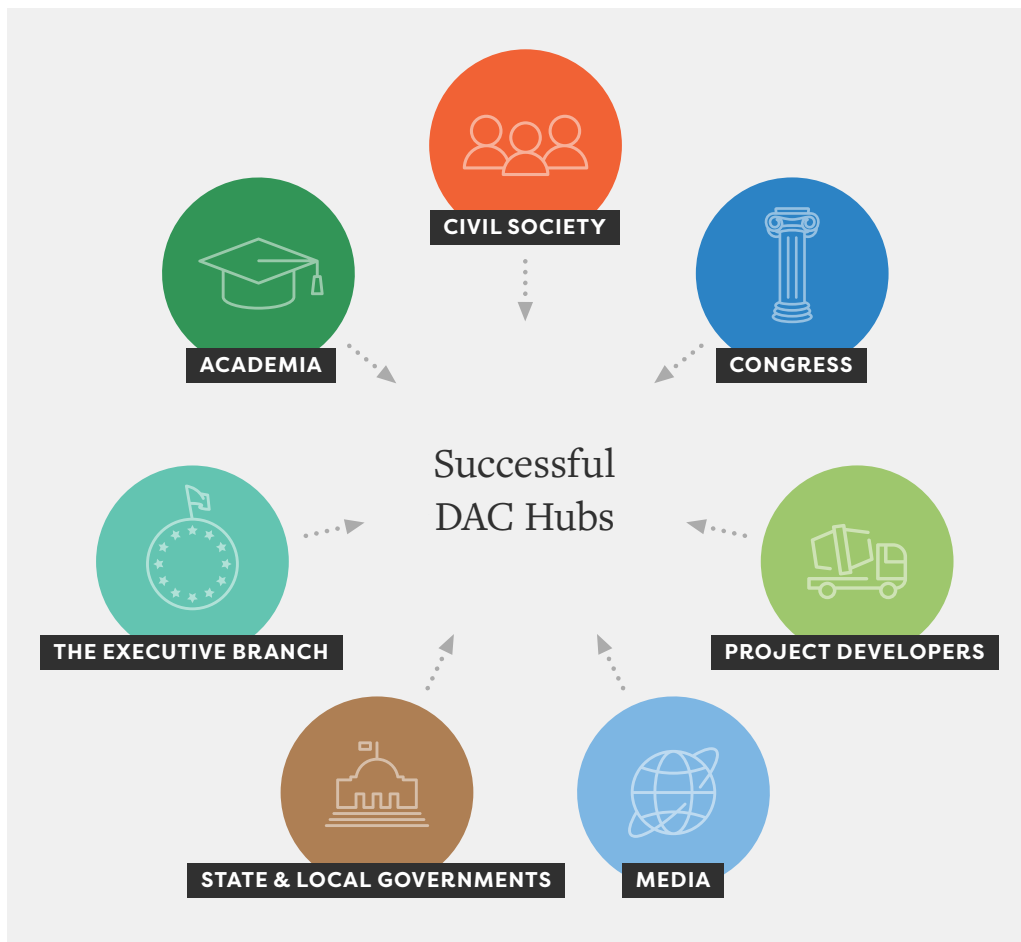 CIVIL SOCIETY
ACADEMIA
CONGRESS
Successful
DAC Hubs
THE EXECUTIVE BRANCH
PROJECT DEVELOPERS
STATE & LOCAL GOVERNMENTS
MEDIA